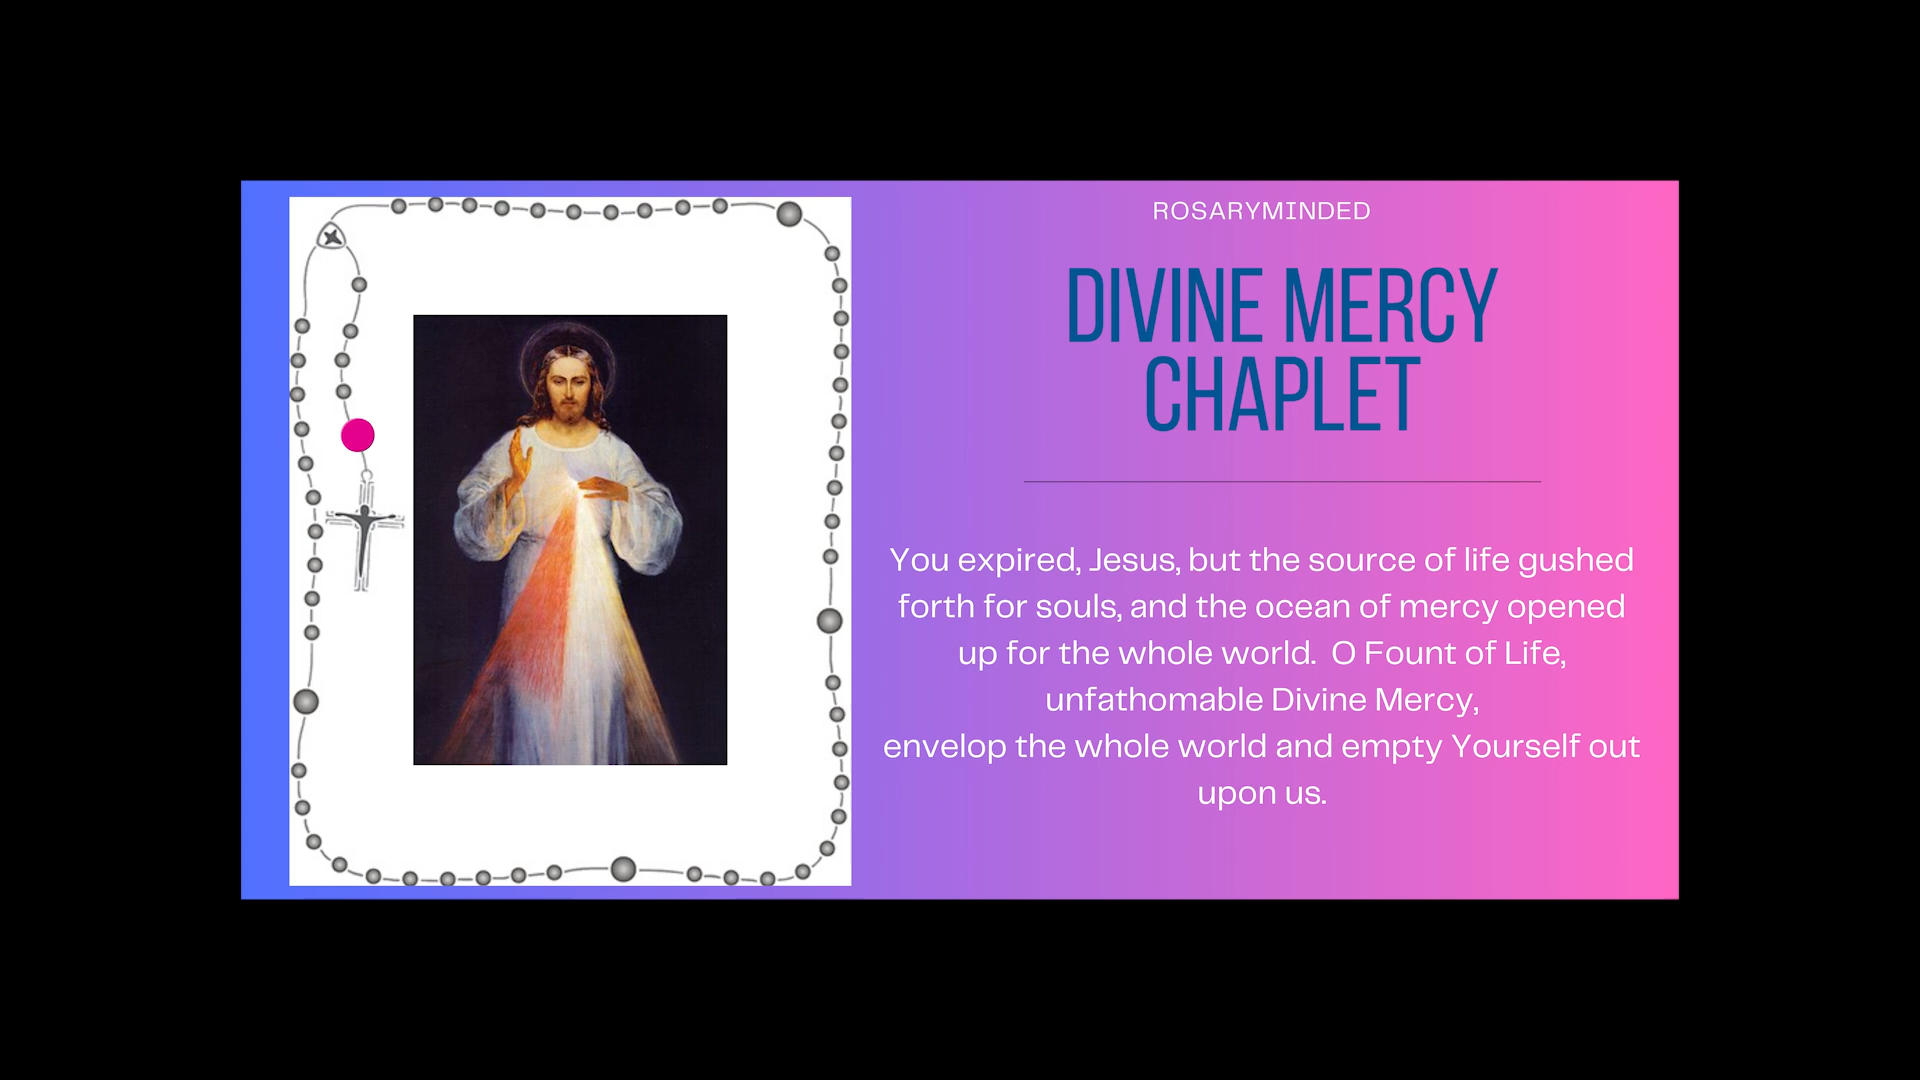 ROSARYMINDED
DIVINE MERCY
CHAPLET
You expired, Jesus, but the source of life gushed
forth for souls, and the ocean of mercy opened
up for the whole world.  O Fount of Life,
unfathomable Divine Mercy,
envelop the whole world and empty Yourself out
upon us.